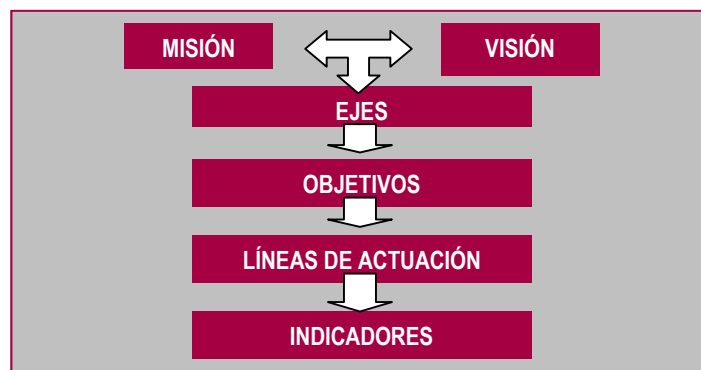 MISIÓN
VISIÓN
EJES
OBJETIVOS
LÍNEAS DE ACTUACIÓN
INDICADORES